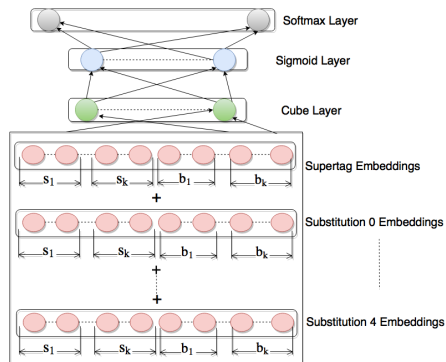 Softmax Layer
Sigmoid Layer
Cube Layer
Supertag Embeddings
s1 sk b1 bk
+
Substitution 0 Embeddings
s1 sk b1 bk
+
+
Substitution 4 Embeddings
s1 sk b1 bk